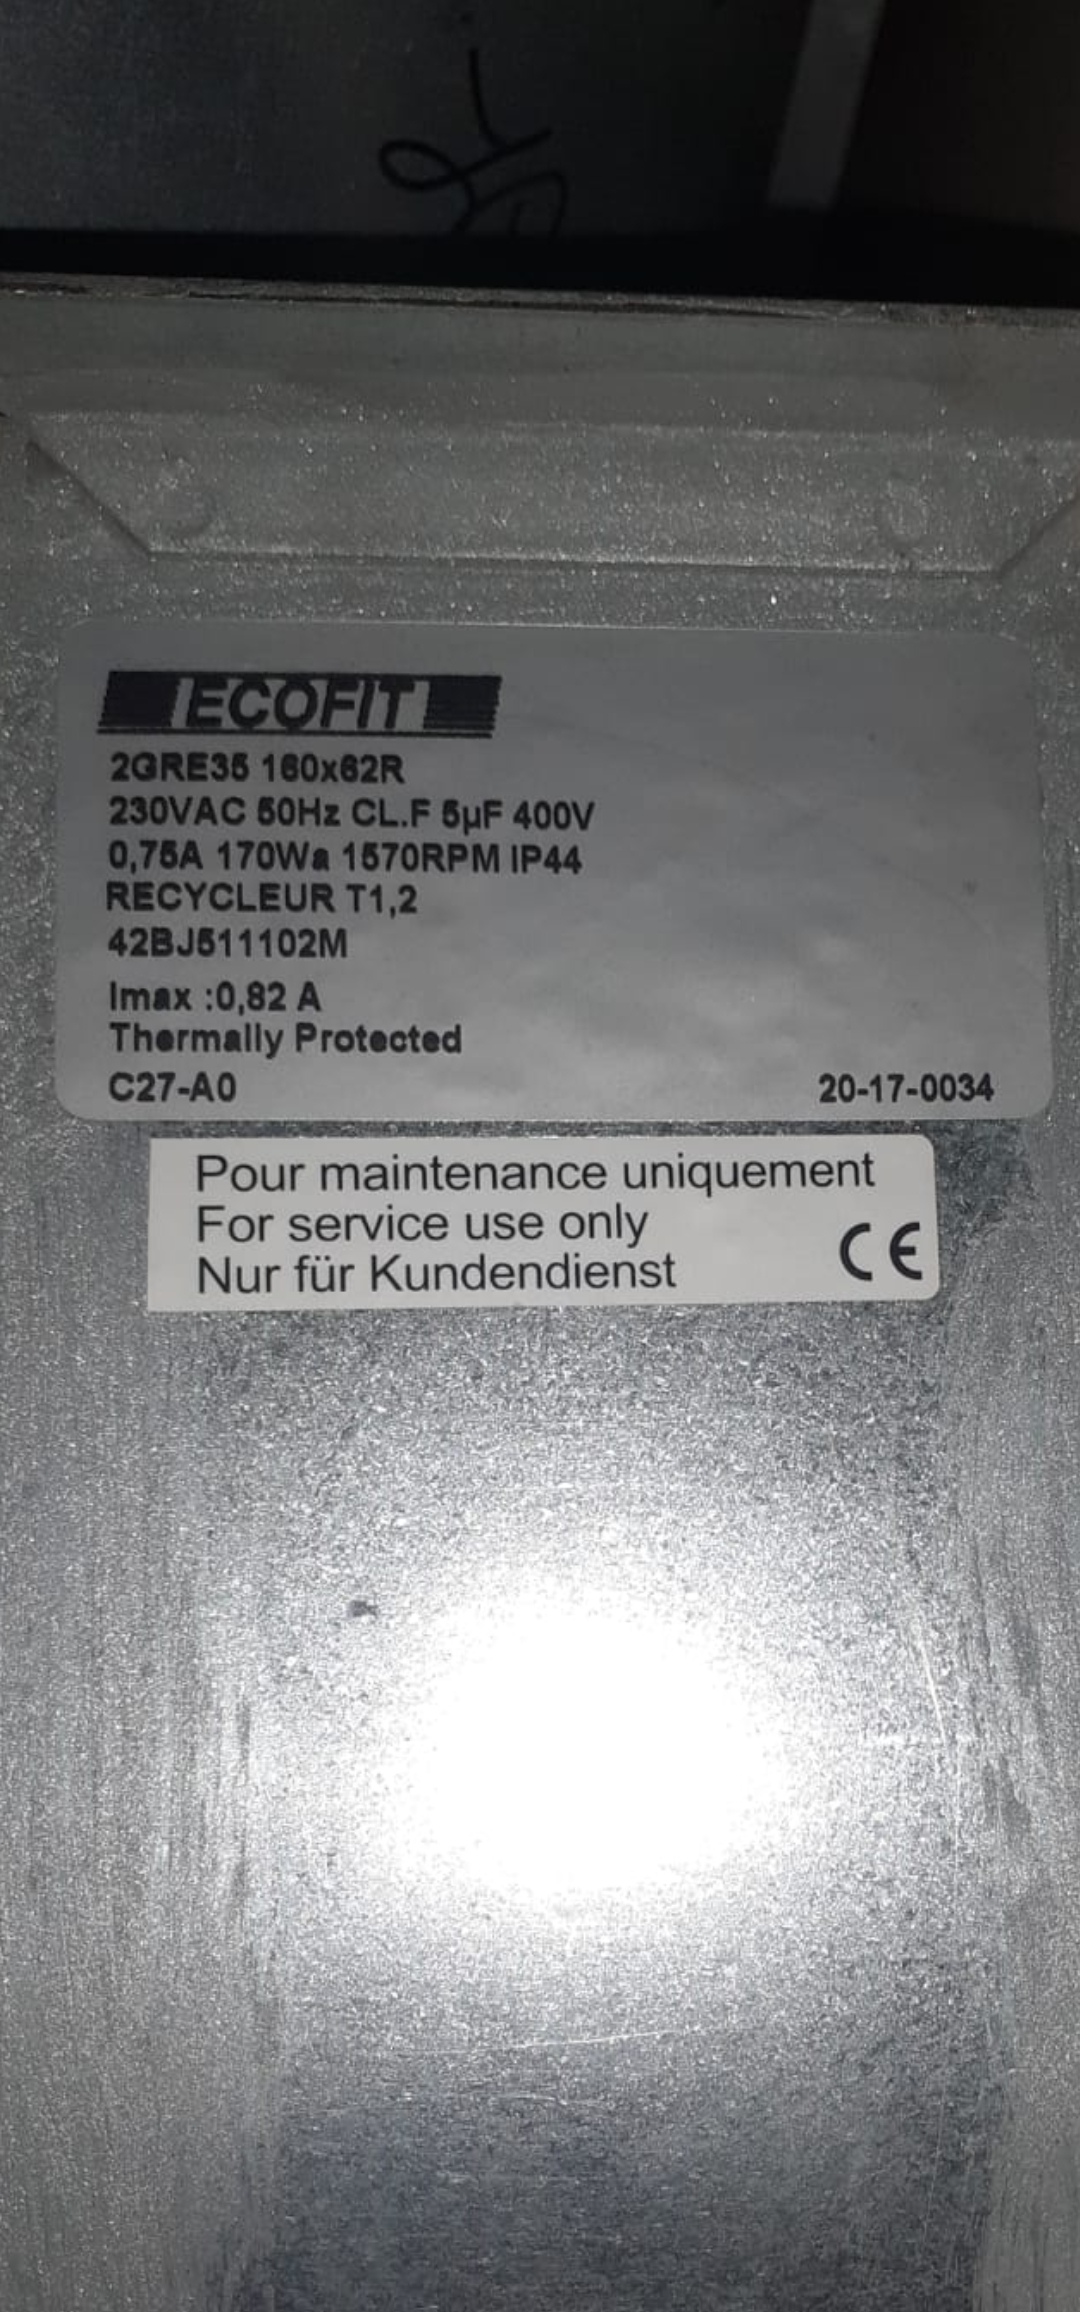 ECOFIT
2GRE35 160x62R
230VAC 50Hz CL.F 5µF 400V
0,75A 170Wa 1570RPM IP44
RECYCLEUR T1,2
42BJ511102M
Imax :0,82 A
Thermally Protected
C27-A0 20-17-0034
Pour maintenance uniquement
For service use only
Nur für Kundendienst
CE